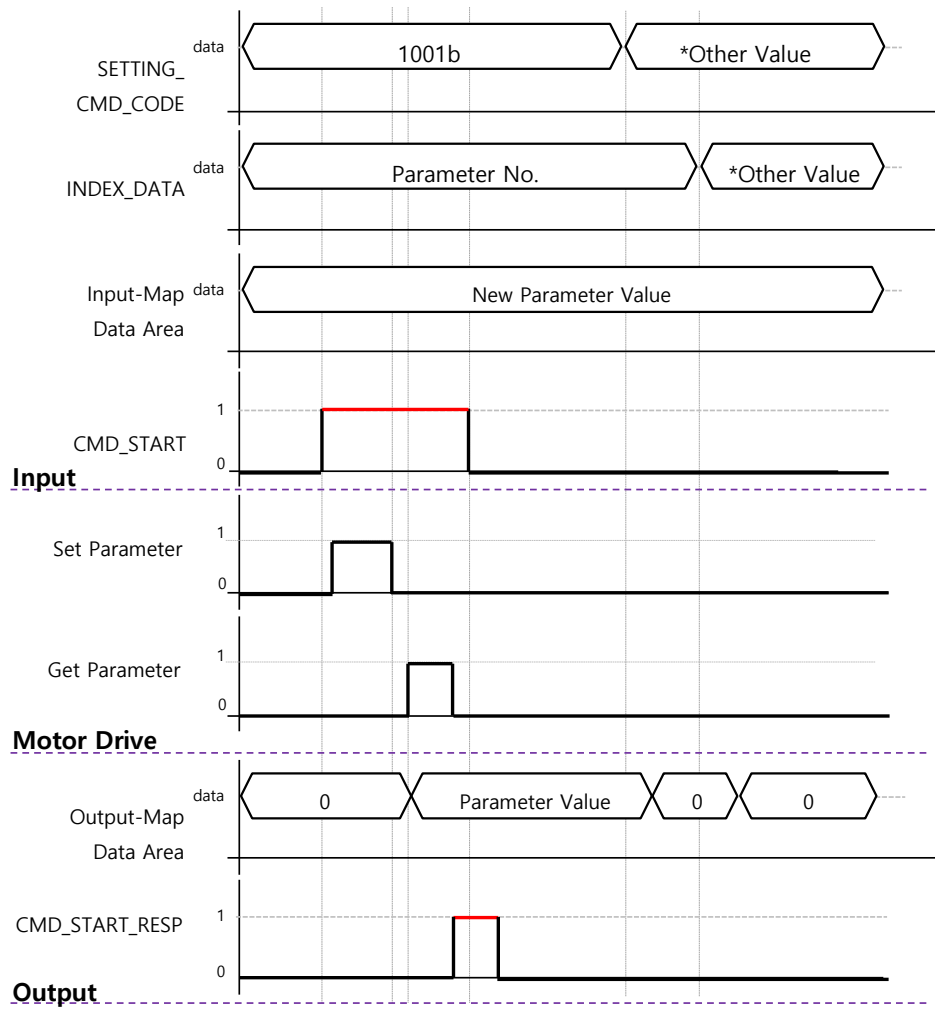 data
1001b
*Other Value
SETTING_
CMD_CODE
data
Parameter No.
*Other Value
INDEX_DATA
Input-Map
Data Area
data
New Parameter Value
1
CMD_START
0
Input
1
Set Parameter
0
1
Get Parameter
0
Motor Drive
data
0
Parameter Value
0
0
Output-Map
Data Area
1
CMD_START_RESP
0
Output